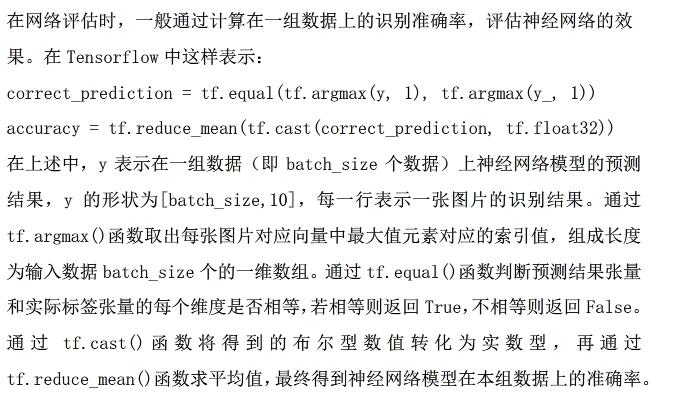 在网络评估时，一般通过计算在一组数据上的识别准确率，评估神经网络的效
果。在 Tensorflow 中这样表示：
correct_prediction = tf.equal(tf.argmax(y, 1), tf.argmax(y_, 1))
accuracy = tf.reduce_mean(tf.cast(correct_prediction, tf.float32))
在上述中，y 表示在一组数据（即 batch_size 个数据）上神经网络模型的预测
结果，y 的形状为[batch_size,10]，每一行表示一张图片的识别结果。通过
tf.argmax()函数取出每张图片对应向量中最大值元素对应的索引值，组成长度
为输入数据 batch_size 个的一维数组。通过 tf.equal()函数判断预测结果张量
和实际标签张量的每个维度是否相等，若相等则返回 True，不相等则返回 False。
通过 tf.cast() 函数将得到的布尔型数值转化为实数型，再通过
tf.reduce_mean()函数求平均值，最终得到神经网络模型在本组数据上的准确率。